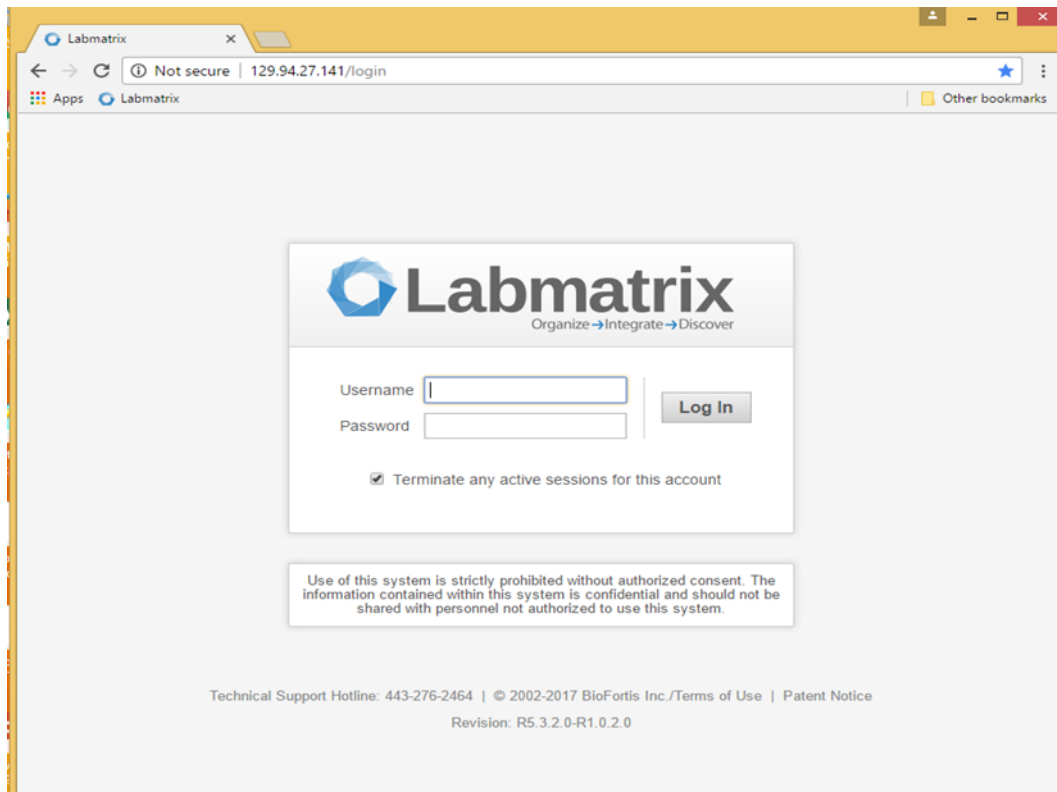 Labmatrix
Not secure | 129.94.27.141/login
Apps Labmatrix Other bookmarks
Labmatrix
Organize→Integrate→Discover
Username
Log In
Password
Terminate any active sessions for this account
Use of this system is strictly prohibited without authorized consent. The
information contained within this system is confidential and should not be
shared with personnel not authorized to use this system.
Technical Support Hotline: 443-276-2464 | © 2002-2017 BioFortis Inc./Terms of Use | Patent Notice
Revision: R5.3.2.0-R1.0.2.0